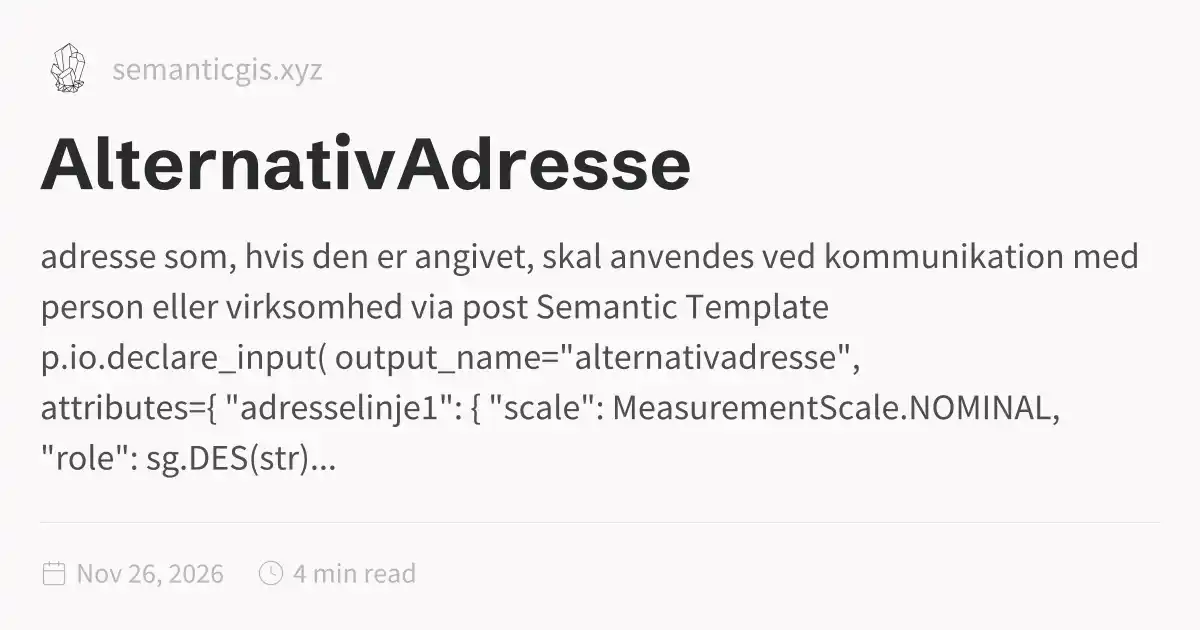 semanticgis.xyz
AlternativAdresse
adresse som, hvis den er angivet, skal anvendes ved kommunikation med
person eller virksomhed via post Semantic Template
p.io.declare_input( output_name="alternativadresse",
attributes={ "adresselinje1": { "scale": MeasurementScale.NOMINAL,
"role": sg.DES(str)...
Nov 26, 2026 4 min read